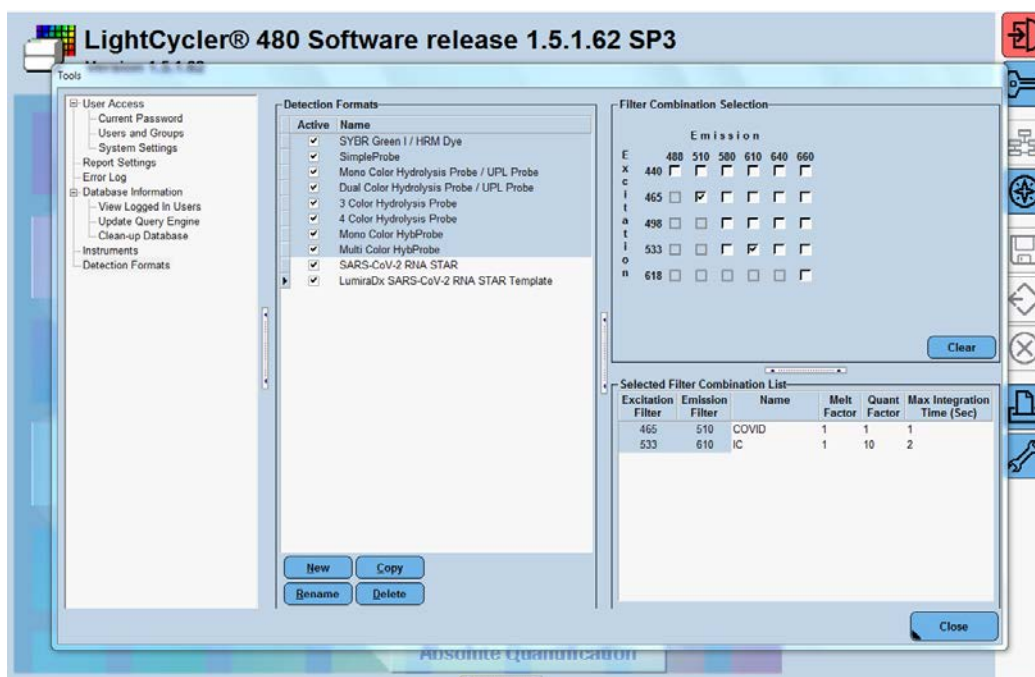 LightCycler® 480 Software release 1.5.1.62 SP3
Version 1.5.1.62
Tools
User Access
Current Password
Users and Groups
System Settings
Report Settings
Error Log
Database Information
View Logged In Users
Update Query Engine
Clean-up Database
Instruments
Detection Formats
Detection Formats
Active Name
SYBR Green I / HRM Dye
SimpleProbe
Mono Color Hydrolysis Probe / UPL Probe
Dual Color Hydrolysis Probe / UPL Probe
3 Color Hydrolysis Probe
4 Color Hydrolysis Probe
Mono Color HybProbe
Multi Color HybProbe
SARS-CoV-2 RNA STAR
LumiraDx SARS-CoV-2 RNA STAR Template
New Copy
Rename Delete
Filter Combination Selection
Emission
Excitation
488 510 580 610 640 660
440
465
498
533
618
Clear
Selected Filter Combination List
Excitation Filter Emission Filter Name Melt Factor Quant Factor Max Integration Time (Sec)
465 510 COVID 1 1 1
533 610 IC 1 10 2
Close
Absolute Quantification